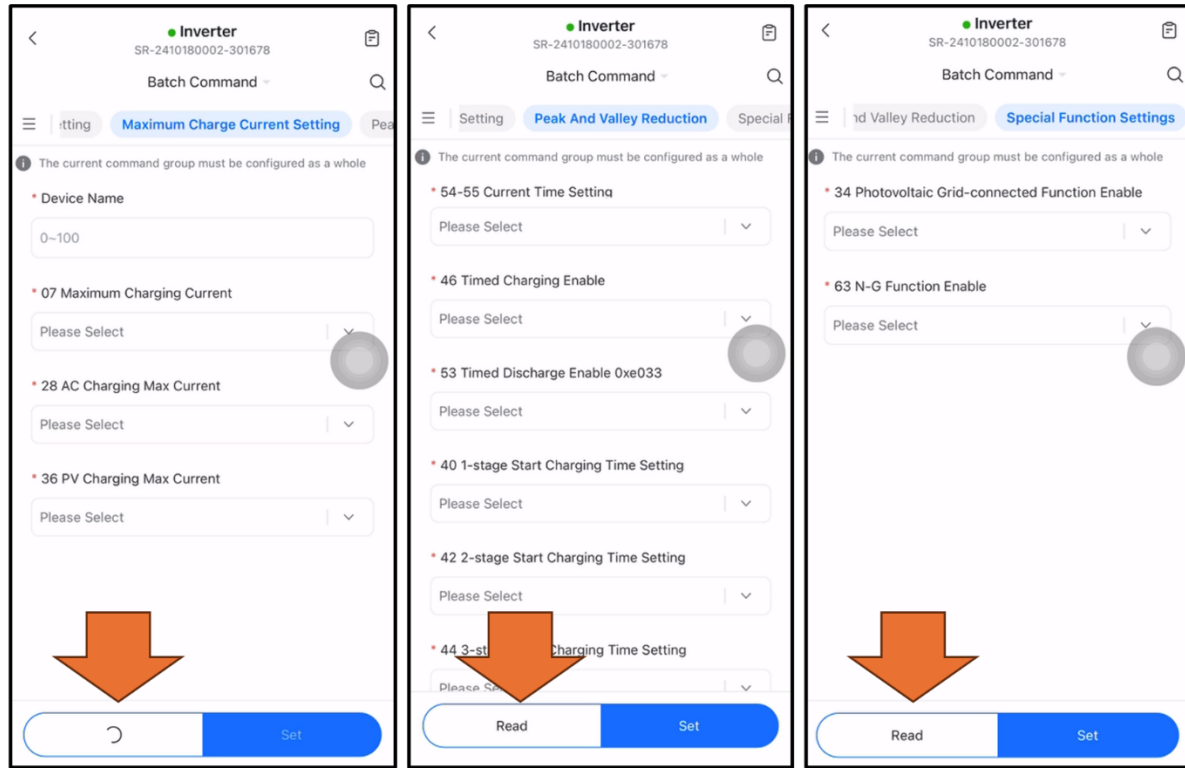 Inverter
SR-2410180002-301678
Batch Command
tting
Maximum Charge Current Setting
Pea
The current command group must be configured as a whole
* Device Name
0~100
* 07 Maximum Charging Current
Please Select
* 28 AC Charging Max Current
Please Select
* 36 PV Charging Max Current
Please Select
Set
Inverter
SR-2410180002-301678
Batch Command
Setting
Peak And Valley Reduction
Special
The current command group must be configured as a whole
* 54-55 Current Time Setting
Please Select
* 46 Timed Charging Enable
Please Select
* 53 Timed Discharge Enable 0xe033
Please Select
* 40 1-stage Start Charging Time Setting
Please Select
* 42 2-stage Start Charging Time Setting
Please Select
* 44 3-st Charging Time Setting
Please Se
Read
Set
Inverter
SR-2410180002-301678
Batch Command
nd Valley Reduction
Special Function Settings
The current command group must be configured as a whole
* 34 Photovoltaic Grid-connected Function Enable
Please Select
* 63 N-G Function Enable
Please Select
Read
Set